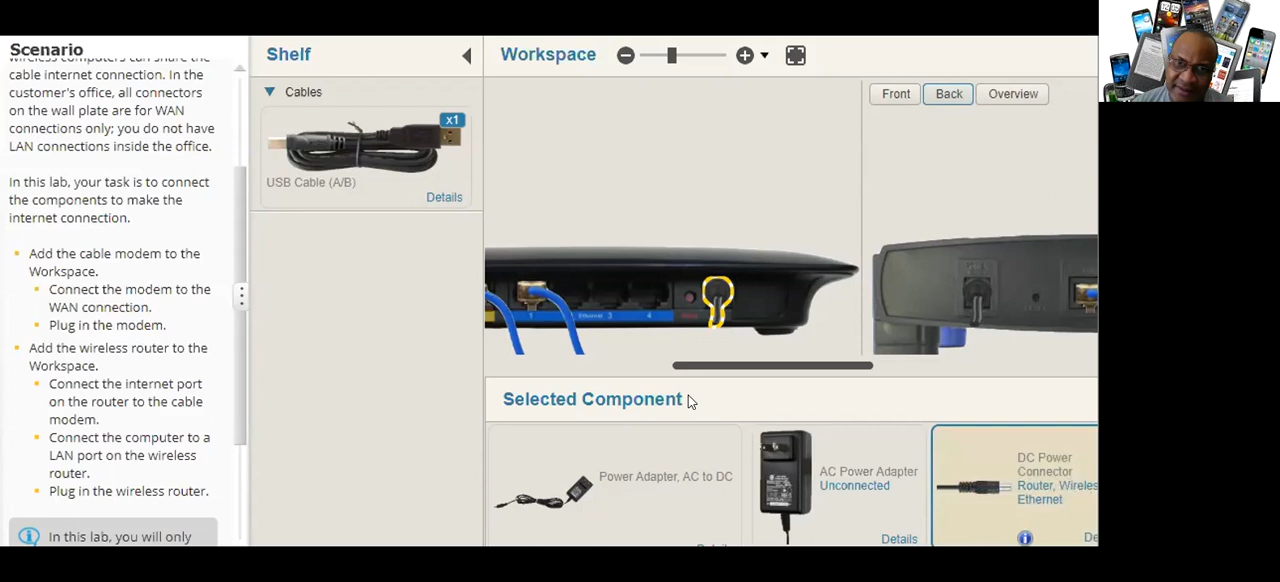 Scenario
wireless computers can share the
cable internet connection. In the
customer's office, all connectors
on the wall plate are for WAN
connections only; you do not have
LAN connections inside the office.
In this lab, your task is to connect
the components to make the
internet connection.
Add the cable modem to the
Workspace.
Connect the modem to the
WAN connection.
Plug in the modem.
Add the wireless router to the
Workspace.
Connect the internet port
on the router to the cable
modem.
Connect the computer to a
LAN port on the wireless
router.
Plug in the wireless router.
In this lab, you will only
Shelf
Cables
x1
USB Cable (A/B)
Details
Workspace
Front
Back
Overview
1
Ethernet
3
4
Selected Component
Power Adapter, AC to DC
AC Power Adapter
Unconnected
Details
DC Power
Connector
Router, Wireles
Ethernet